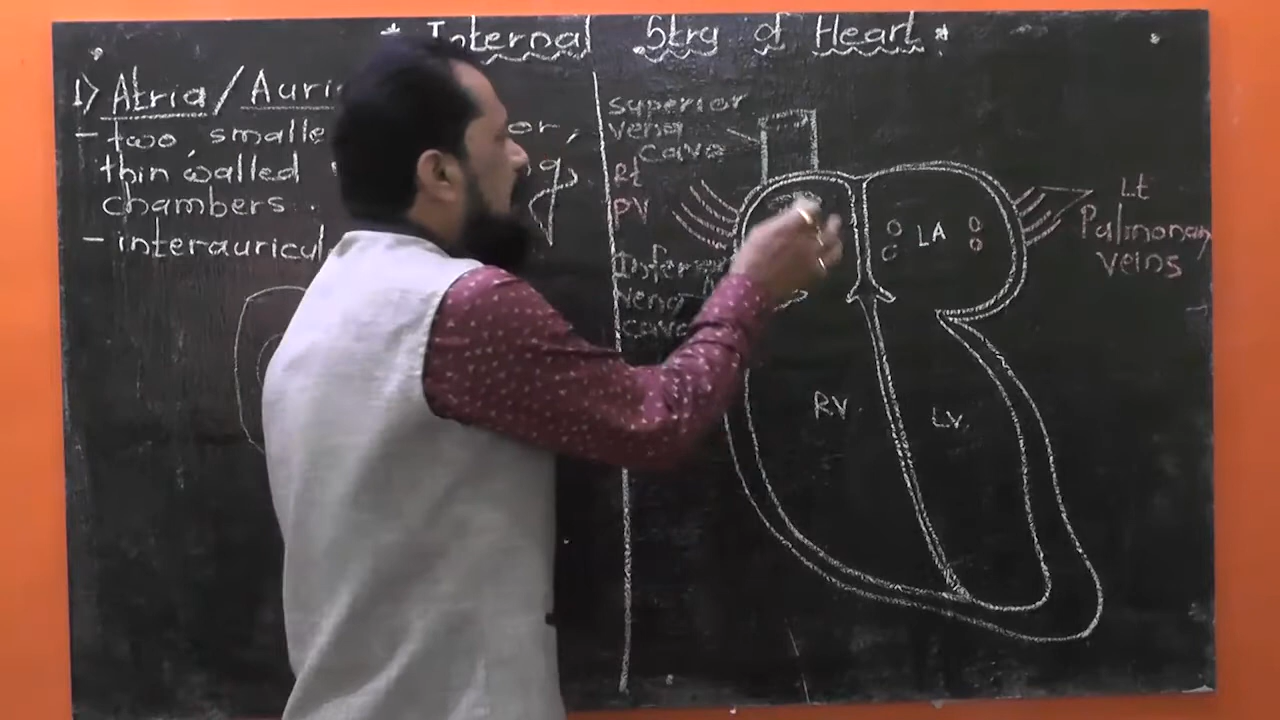 * Internal Stry of Heart *
1) Atria/Auri
- two, smalle or,
thin walled g
chambers.
- interauricul
superior
vena
cava
Rt
PV
Inferior
vena
cava
LA
RV
LV
Lt
Pulmonary
veins